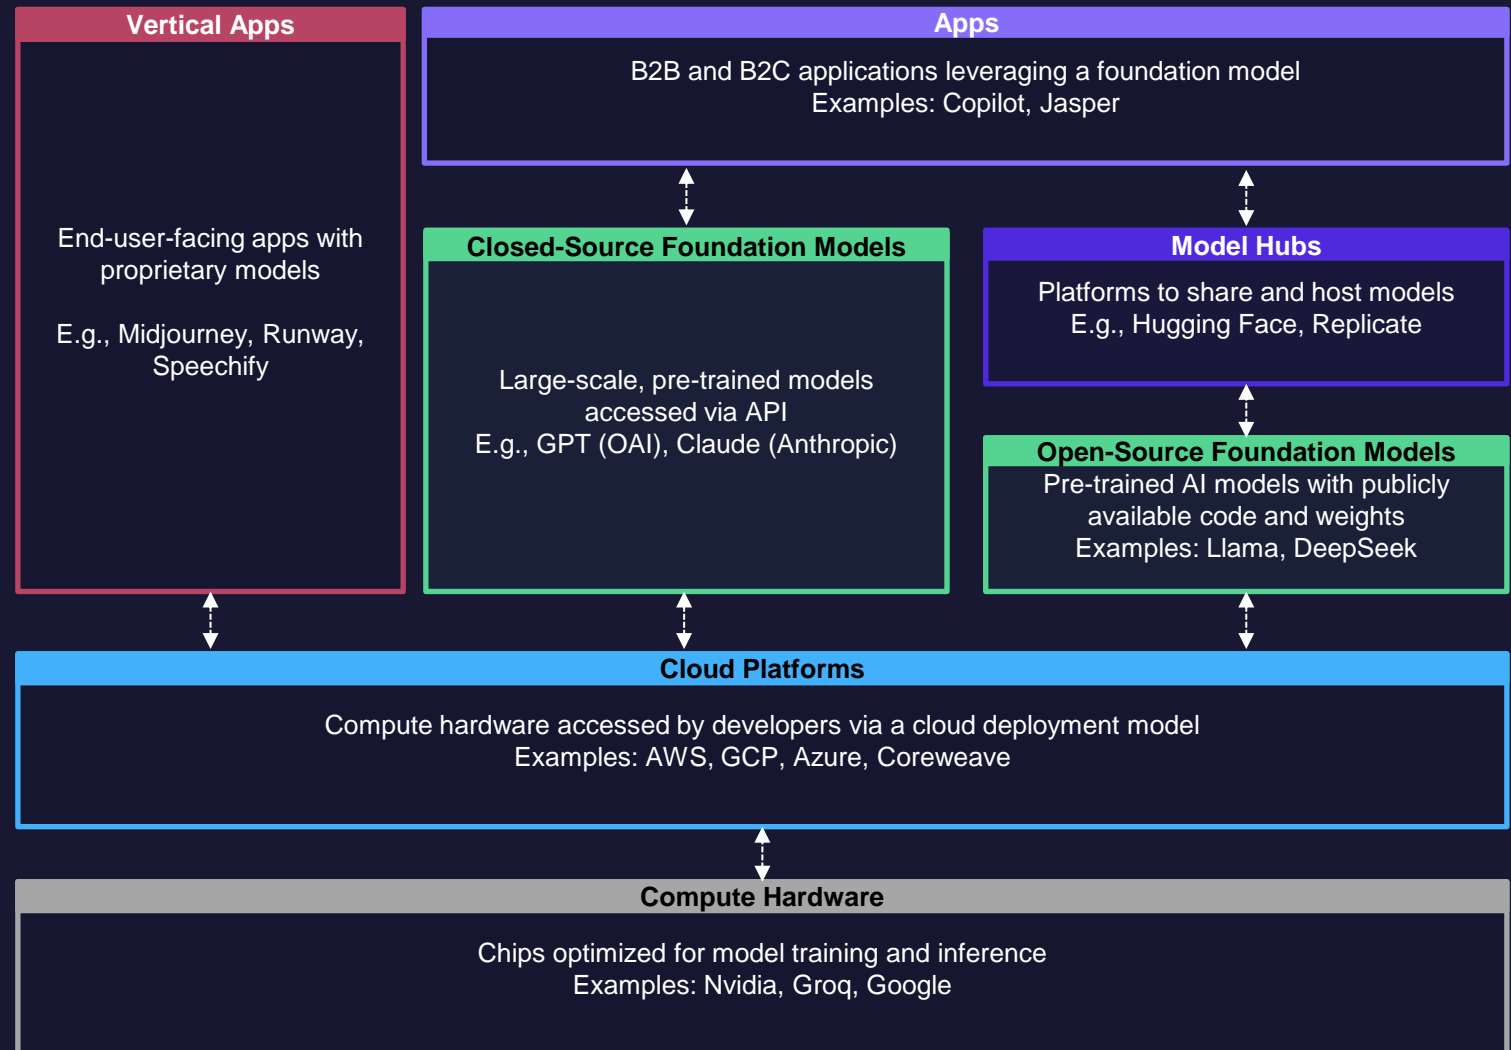 Vertical Apps
End-user-facing apps with
proprietary models
E.g., Midjourney, Runway,
Speechify
Apps
B2B and B2C applications leveraging a foundation model
Examples: Copilot, Jasper
Closed-Source Foundation Models
Large-scale, pre-trained models
accessed via API
E.g., GPT (OAI), Claude (Anthropic)
Model Hubs
Platforms to share and host models
E.g., Hugging Face, Replicate
Open-Source Foundation Models
Pre-trained AI models with publicly
available code and weights
Examples: Llama, DeepSeek
Cloud Platforms
Compute hardware accessed by developers via a cloud deployment model
Examples: AWS, GCP, Azure, Coreweave
Compute Hardware
Chips optimized for model training and inference
Examples: Nvidia, Groq, Google